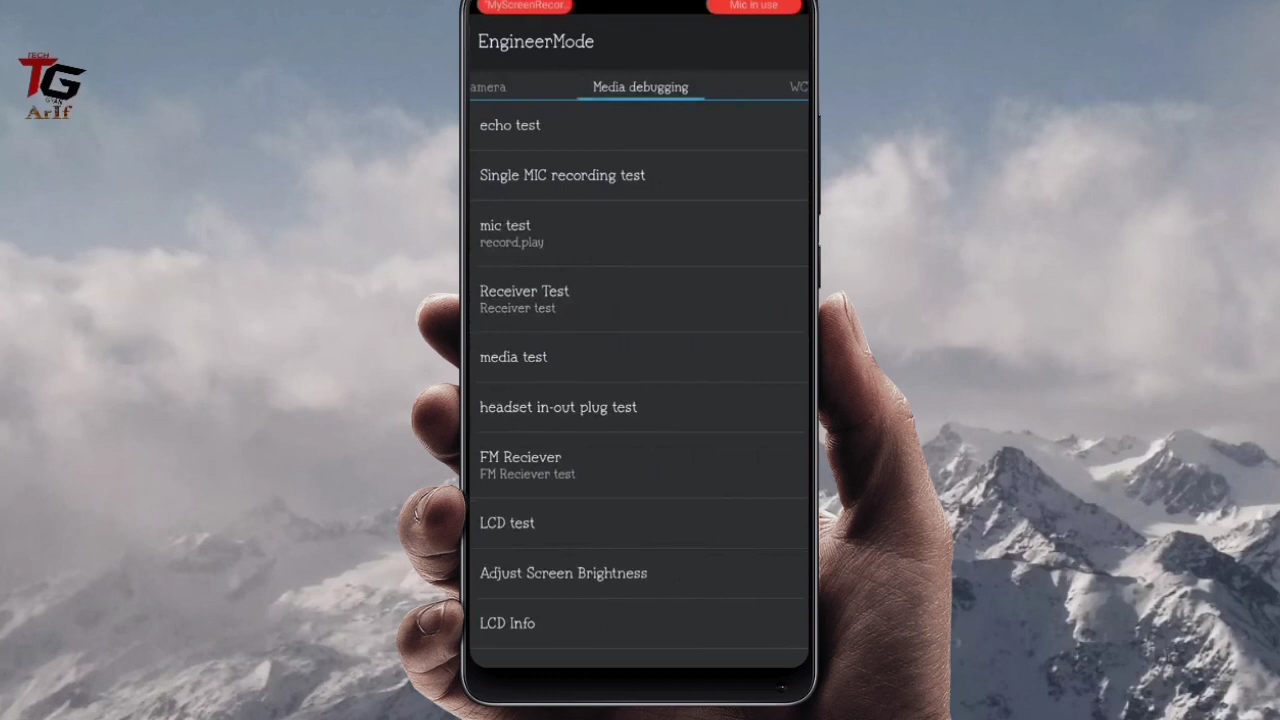 "MyScreenRecor..
Mic in use
TECH
TG
ArIf
EngineerMode
amera
Media debugging
WC
echo test
Single MIC recording test
mic test
record,play
Receiver Test
Receiver test
media test
headset in-out plug test
FM Reciever
FM Reciever test
LCD test
Adjust Screen Brightness
LCD Info